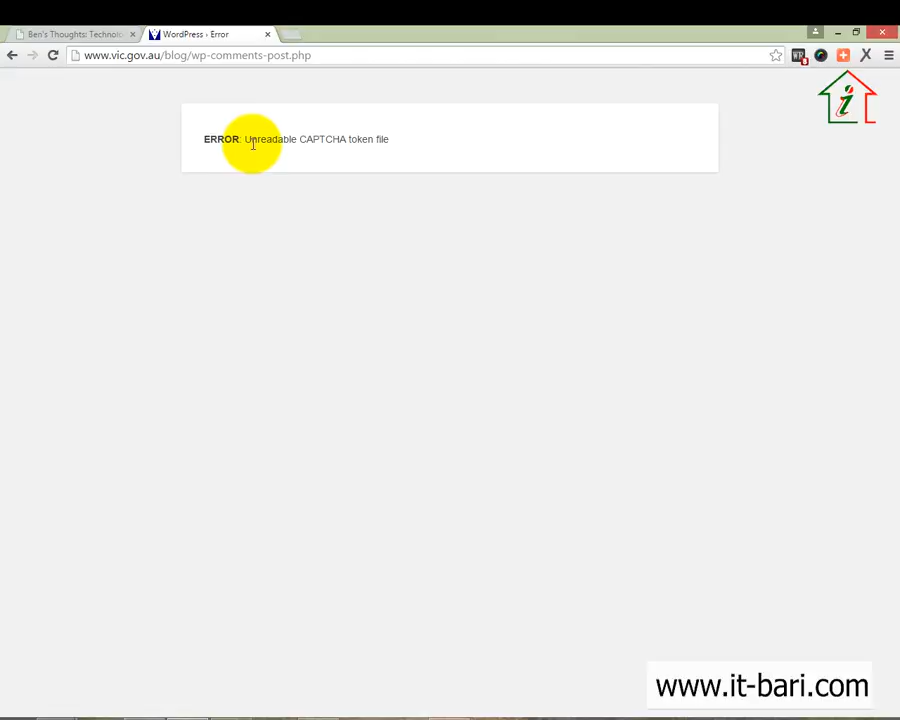 Ben's Thoughts: Technolo
WordPress › Error
www.vic.gov.au/blog/wp-comments-post.php
ERROR: Unreadable CAPTCHA token file
www.it-bari.com